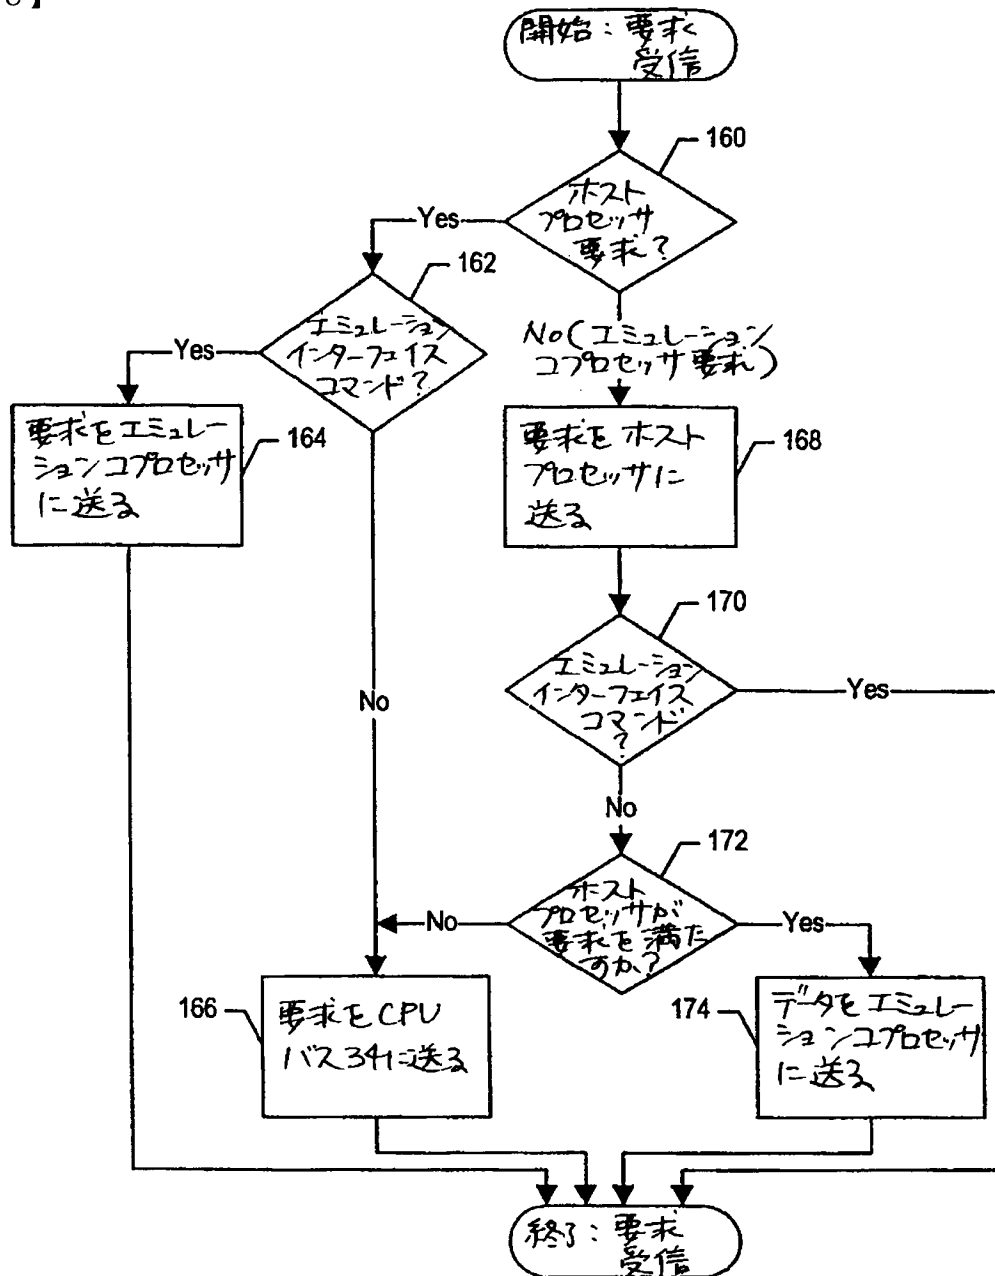 8】
開始：要求
受信
160
ホスト
プロセッサ
要求？
Yes
162
エミュレーション
インターフェイス
コマンド？
No（エミュレーション
コプロセッサ要求）
Yes
要求をエミュレー
ションコプロセッサ
に送る
164
要求をホスト
プロセッサに
送る
168
170
エミュレーション
インターフェイス
コマンド
？
Yes
No
No
172
ホスト
プロセッサが
要求を満た
すか？
No
Yes
166
要求をCPU
バス34に送る
174
データをエミュレー
ションコプロセッサ
に送る
終了：要求
受信